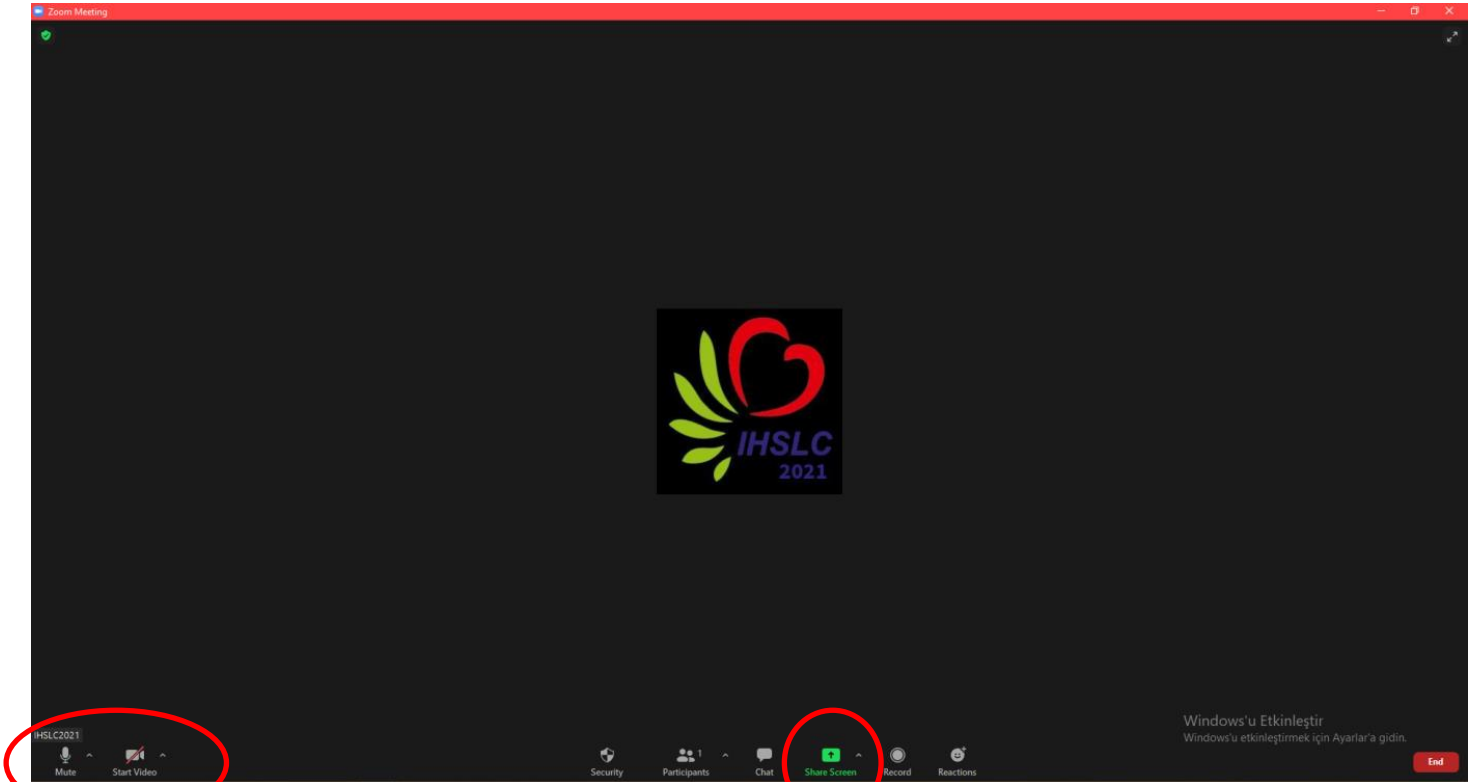 Zoom Meeting
IHSLC
2021
Windows'u Etkinleştir
Windows'u etkinleştirmek için Ayarlar'a gidin.
IHSLC2021
1
Mute
Start Video
Security
Participants
Chat
Share Screen
Record
Reactions
End